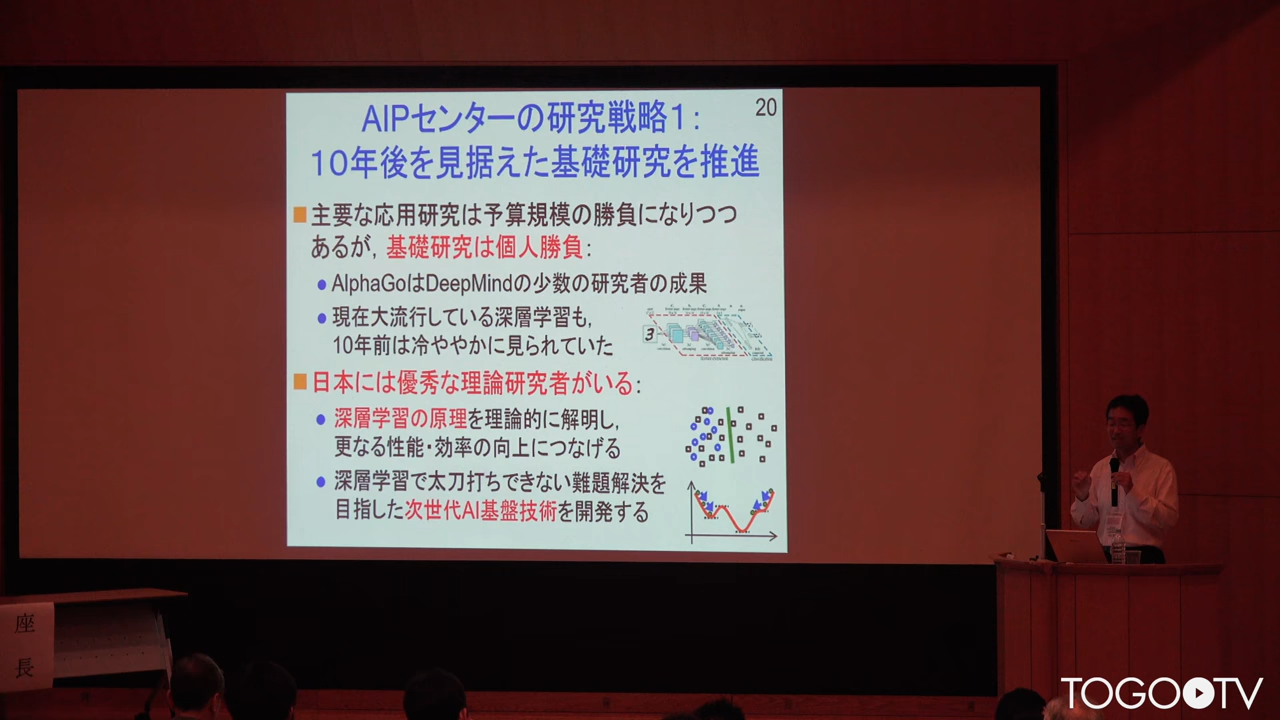 20
AIPセンターの研究戦略１：
１０年後を見据えた基礎研究を推進
主要な応用研究は予算規模の勝負になりつつ
あるが，基礎研究は個人勝負：
AlphaGoはDeepMindの少数の研究者の成果
現在大流行している深層学習も，
10年前は冷ややかに見られていた
3
日本には優秀な理論研究者がいる：
深層学習の原理を理論的に解明し，
更なる性能・効率の向上につなげる
深層学習で太刀打ちできない難題解決を
目指した次世代AI基盤技術を開発する
座長
TOGOTV